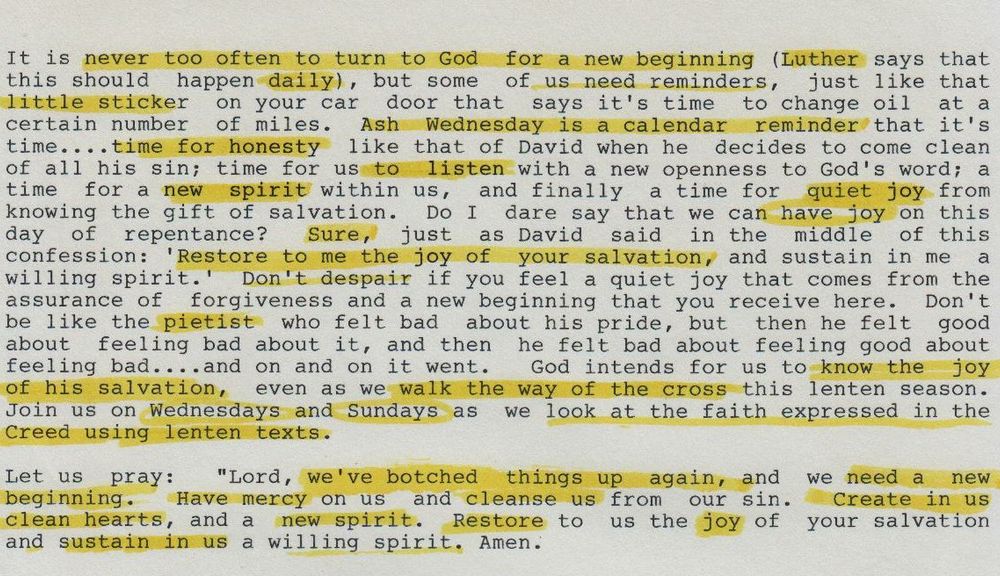 It is never too often to turn to God for a new beginning (Luther says that
this should happen daily), but some of us need reminders, just like that
little sticker on your car door that says it's time to change oil at a
certain number of miles. Ash Wednesday is a calendar reminder that it's
time....time for honesty like that of David when he decides to come clean
of all his sin; time for us to listen with a new openness to God's word; a
time for a new spirit within us, and finally a time for quiet joy from
knowing the gift of salvation. Do I dare say that we can have joy on this
day of repentance? Sure, just as David said in the middle of this
confession: 'Restore to me the joy of your salvation, and sustain in me a
willing spirit.' Don't despair if you feel a quiet joy that comes from the
assurance of forgiveness and a new beginning that you receive here. Don't
be like the pietist who felt bad about his pride, but then he felt good
about feeling bad about it, and then he felt bad about feeling good about
feeling bad....and on and on it went. God intends for us to know the joy
of his salvation, even as we walk the way of the cross this lenten season.
Join us on Wednesdays and Sundays as we look at the faith expressed in the
Creed using lenten texts.
Let us pray: "Lord, we've botched things up again, and we need a new
beginning. Have mercy on us and cleanse us from our sin. Create in us
clean hearts, and a new spirit. Restore to us the joy of your salvation
and sustain in us a willing spirit. Amen.